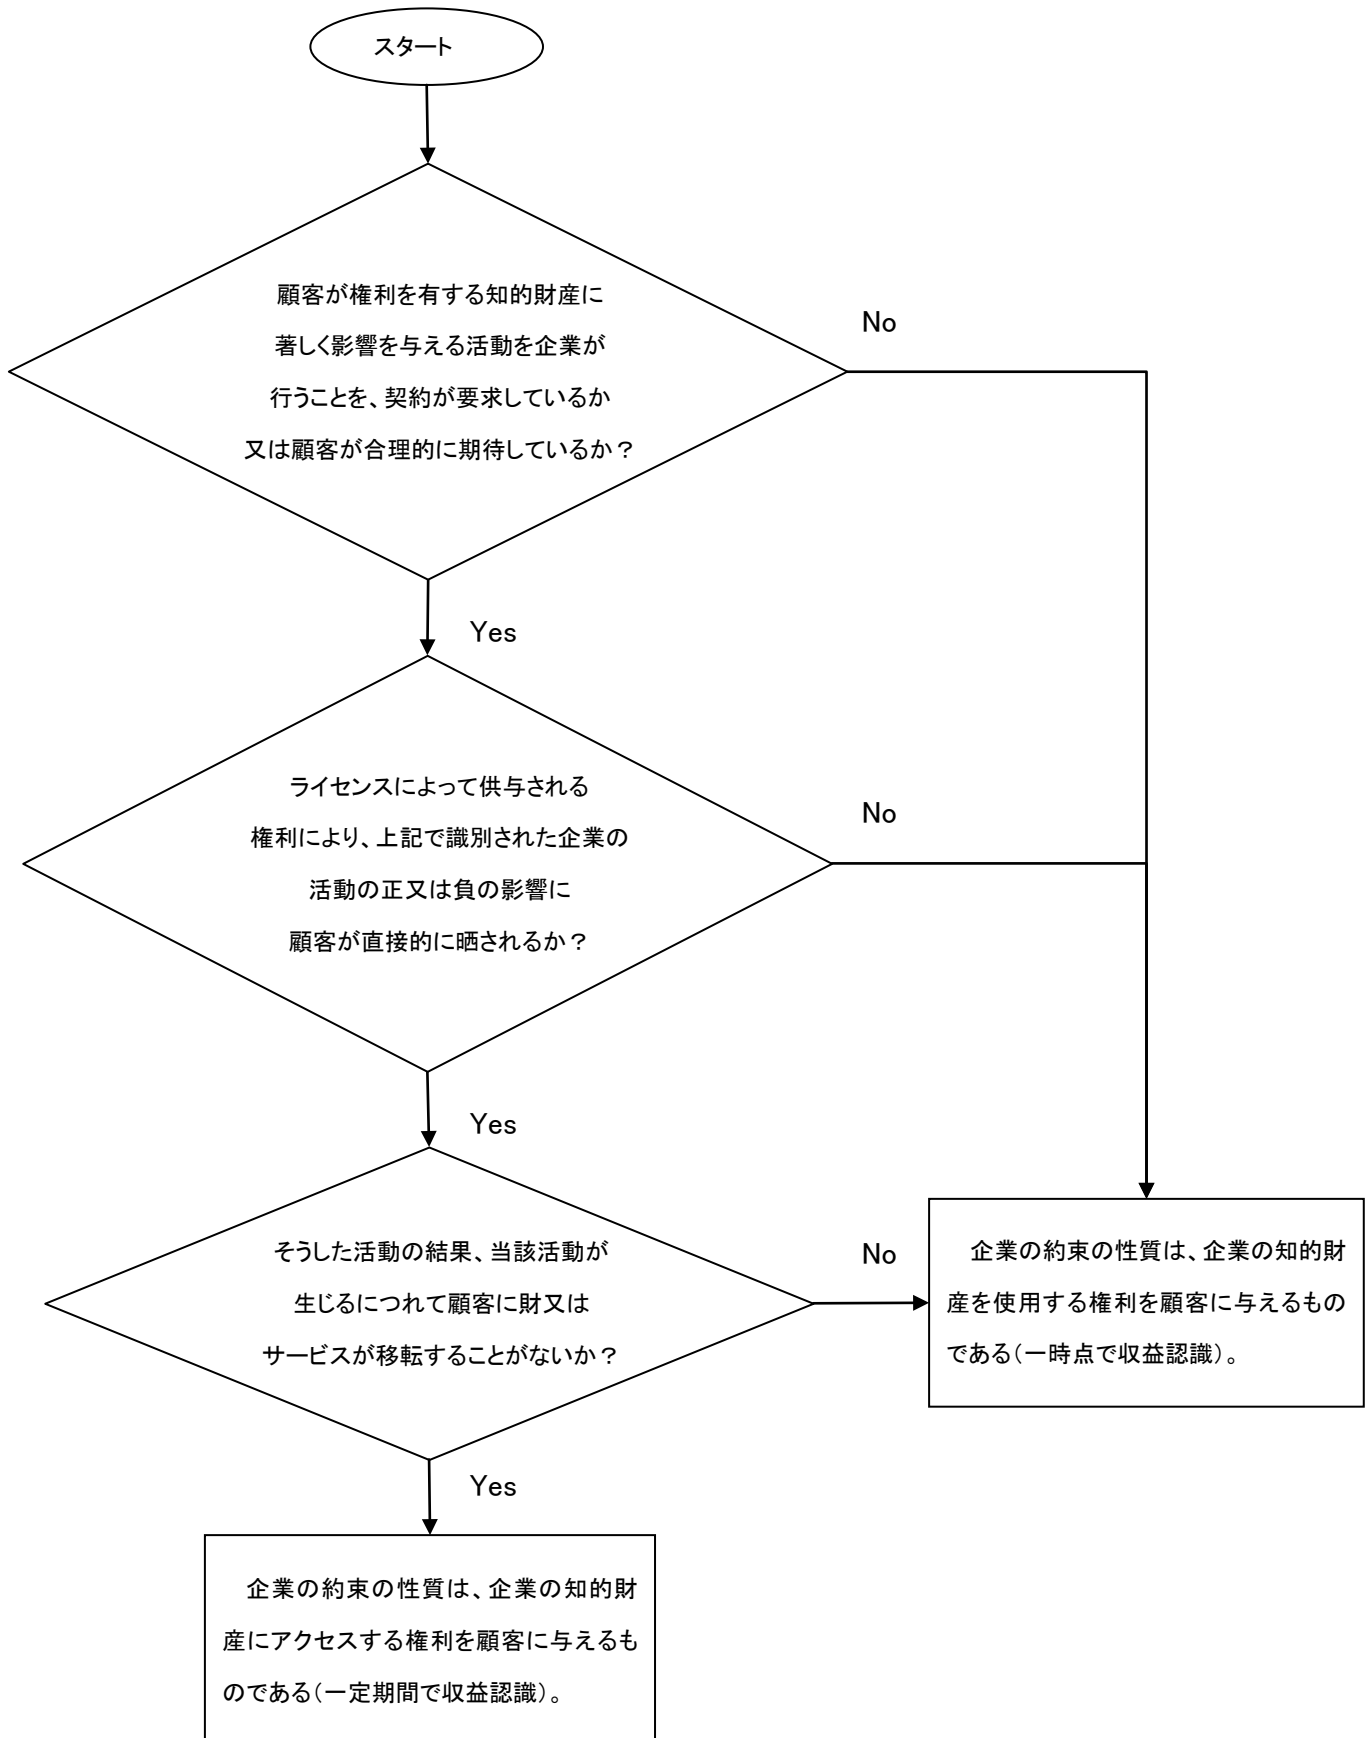 スタート
顧客が権利を有する知的財産に
著しく影響を与える活動を企業が
行うことを、契約が要求しているか
又は顧客が合理的に期待しているか？
No
Yes
ライセンスによって供与される
権利により、上記で識別された企業の
活動の正又は負の影響に
顧客が直接的に晒されるか？
No
Yes
そうした活動の結果、当該活動が
生じるにつれて顧客に財又は
サービスが移転することがないか？
No
企業の約束の性質は、企業の知的財
産を使用する権利を顧客に与えるもの
である（一時点で収益認識）。
Yes
企業の約束の性質は、企業の知的財
産にアクセスする権利を顧客に与えるも
のである（一定期間で収益認識）。